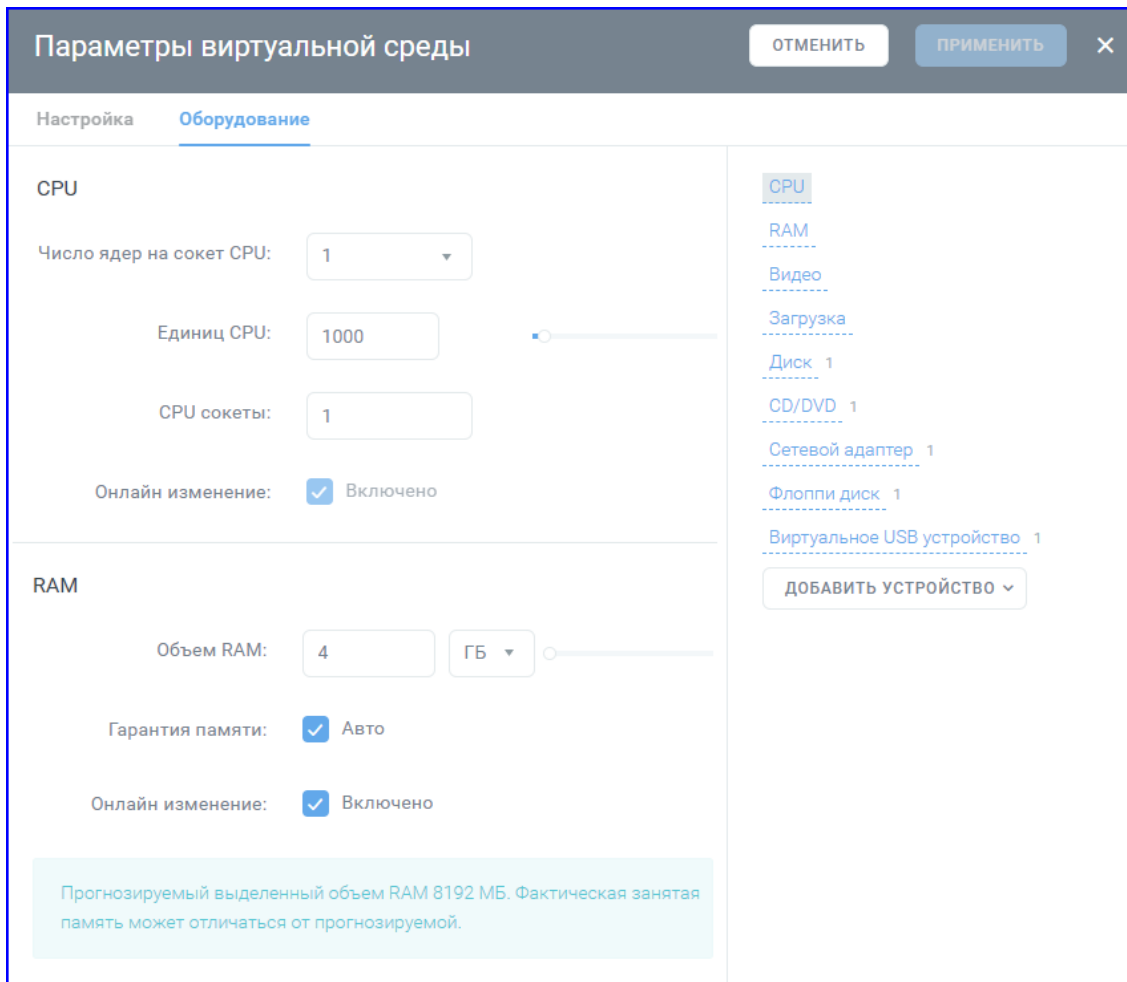 Параметры виртуальной среды
ОТМЕНИТЬ
ПРИМЕНИТЬ
Настройка
Оборудование
CPU
Число ядер на сокет CPU: 1
Единиц CPU: 1000
CPU сокеты: 1
Онлайн изменение: Включено
RAM
Объем RAM: 4 ГБ
Гарантия памяти: Авто
Онлайн изменение: Включено
Прогнозируемый выделенный объем RAM 8192 МБ. Фактическая занятая
память может отличаться от прогнозируемой.
CPU
RAM
Видео
Загрузка
Диск 1
CD/DVD 1
Сетевой адаптер 1
Флоппи диск 1
Виртуальное USB устройство 1
ДОБАВИТЬ УСТРОЙСТВО